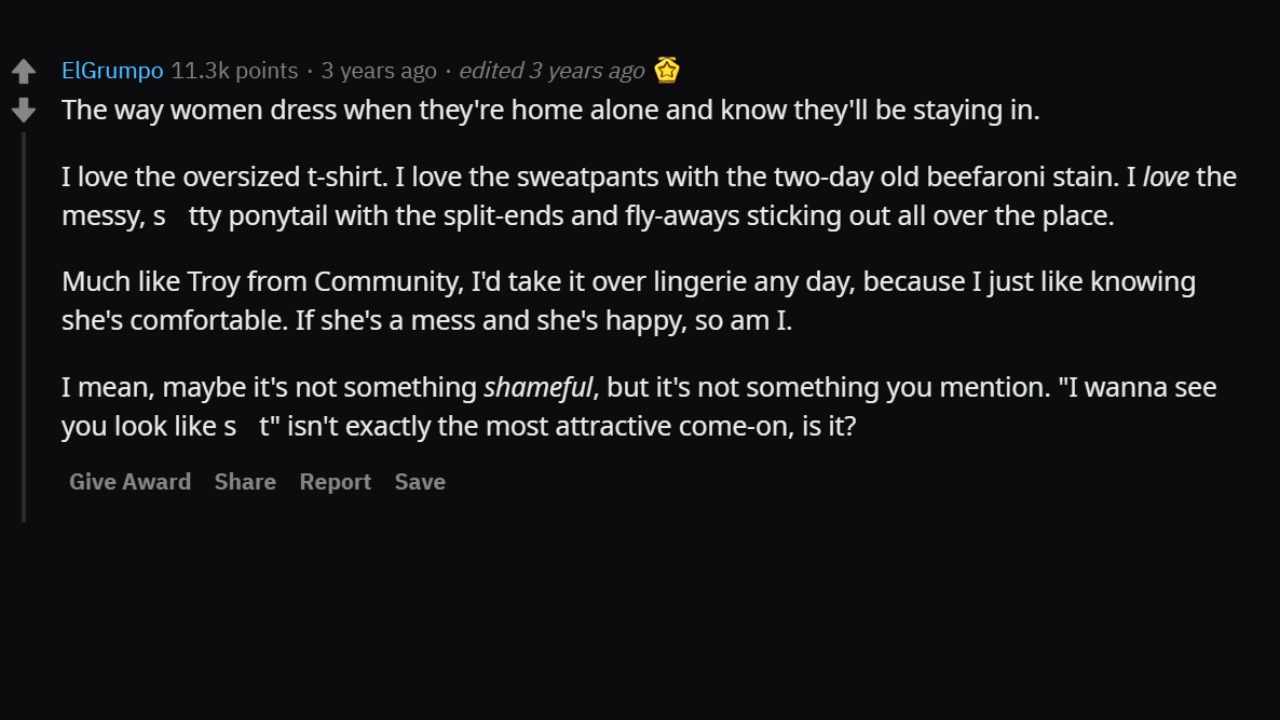 ElGrumpo 11.3k points · 3 years ago · edited 3 years ago
The way women dress when they're home alone and know they'll be staying in.
I love the oversized t-shirt. I love the sweatpants with the two-day old beefaroni stain. I love the
messy, s tty ponytail with the split-ends and fly-aways sticking out all over the place.
Much like Troy from Community, I'd take it over lingerie any day, because I just like knowing
she's comfortable. If she's a mess and she's happy, so am I.
I mean, maybe it's not something shameful, but it's not something you mention. "I wanna see
you look like s t" isn't exactly the most attractive come-on, is it?
Give Award Share Report Save